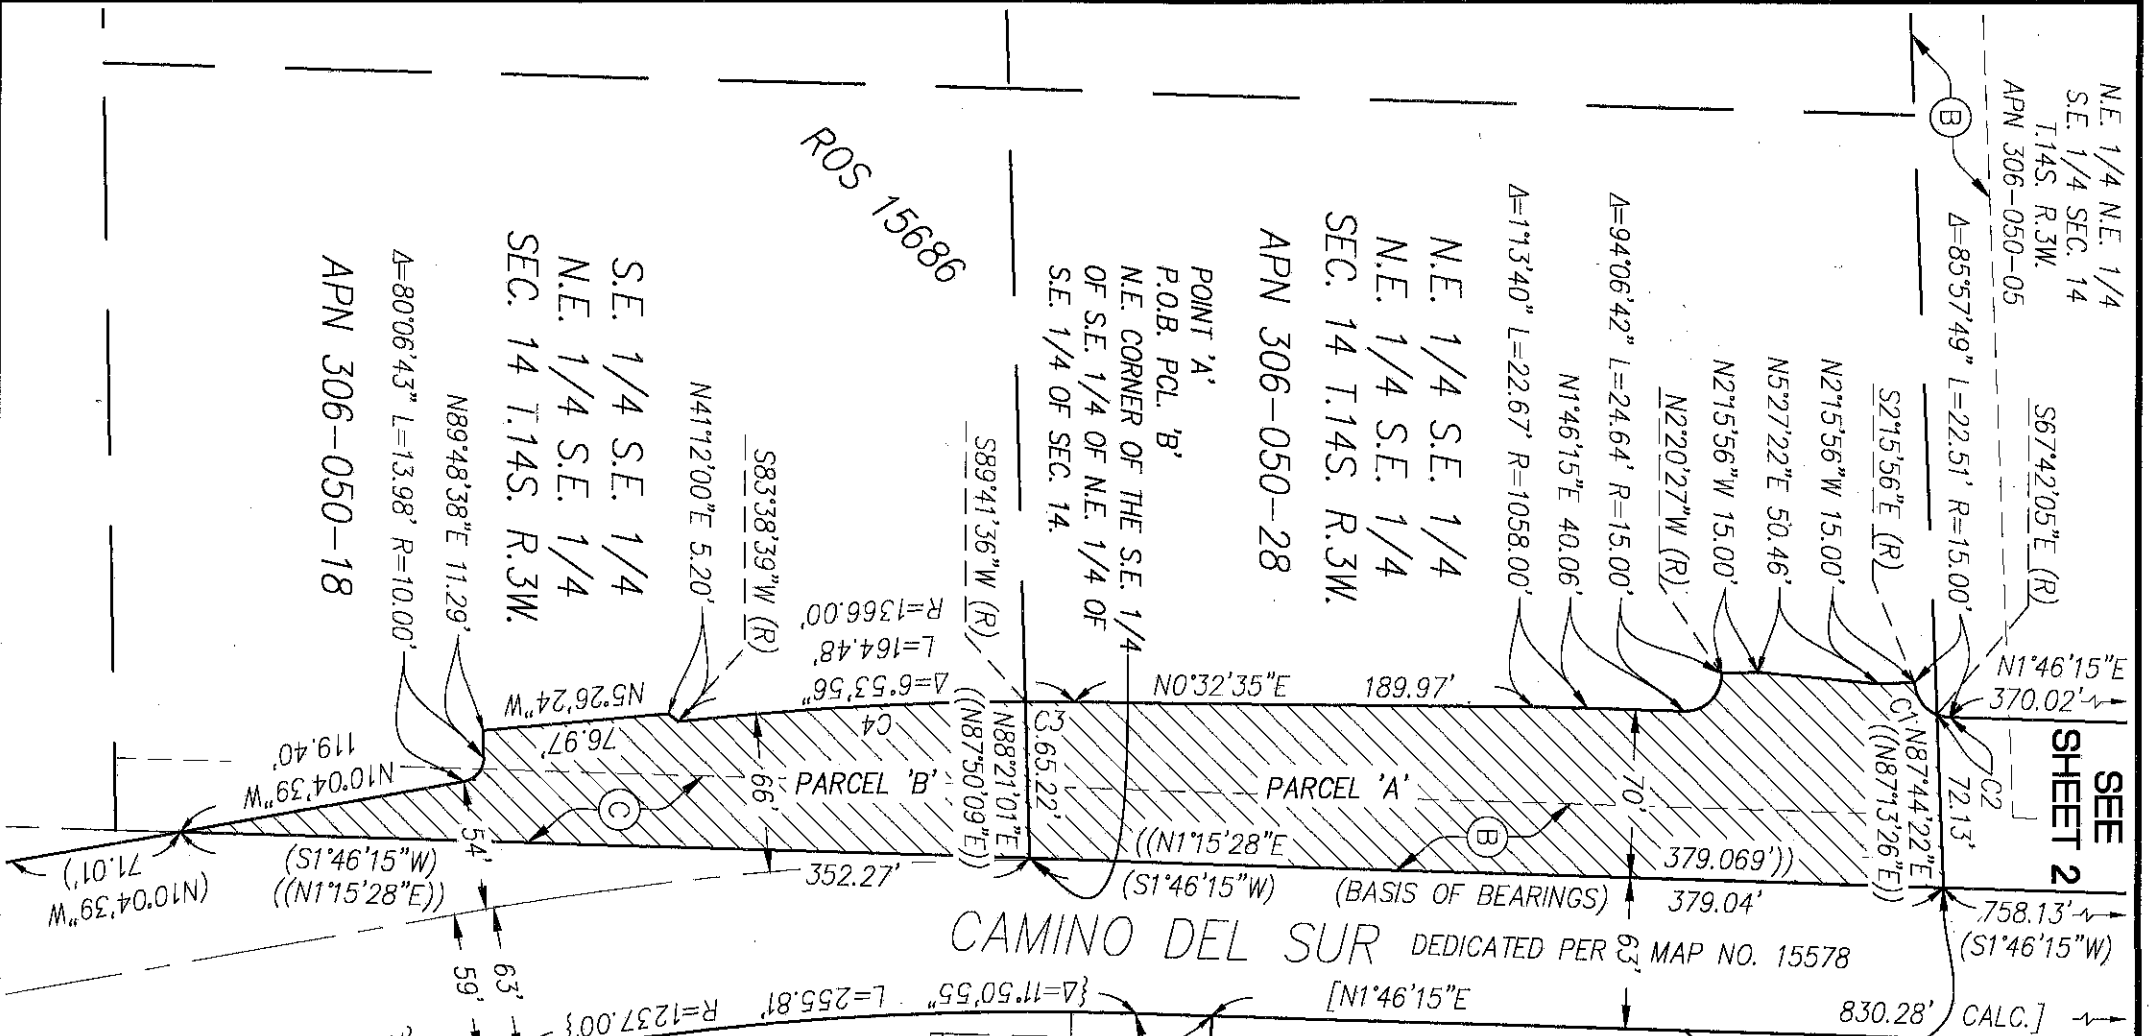 N.E. 1/4 N.E. 1/4
S.E. 1/4 SEC. 14
T.14S. R.3W.
APN 306-050-05
B
Δ=85°57'49" L=22.51' R=15.00'
S67°42'05"E (R)
S2°15'56"E (R)
N2°15'56"W 15.00'
N5°27'22"E 50.46'
N2°15'56"W 15.00'
N2°20'27"W (R)
Δ=94°06'42" L=24.64' R=15.00'
N1°46'15"E 40.06'
Δ=1°13'40" L=22.67' R=1058.00'
N.E. 1/4 S.E. 1/4
N.E. 1/4 S.E. 1/4
SEC. 14 T.14S. R.3W.
APN 306-050-28
POINT 'A'
P.O.B. PCL. 'B'
N.E. CORNER OF THE S.E. 1/4
OF S.E. 1/4 OF N.E. 1/4 OF
S.E. 1/4 OF SEC. 14.
ROS 15686
S89°41'36"W (R)
S83°38'39"W (R)
N41°12'00"E 5.20'
S.E. 1/4 S.E. 1/4
N.E. 1/4 S.E. 1/4
SEC. 14 T.14S. R.3W.
N89°48'38"E 11.29'
Δ=80°06'43" L=13.98' R=10.00'
APN 306-050-18
N1°46'15"E
370.02'
SEE
SHEET 2
C2
72.13'
C1 N87°44'22"E
((N87°13'26"E))
758.13'
(S1°46'15"W)
N0°32'35"E 189.97'
C3 65.22'
N88°21'01"E
((N87°50'09"E))
Δ=6°53'56"
L=164.48'
R=1366.00'
C4
N5°26'24"W
76.97'
N10°04'39"W
119.40'
PARCEL 'A'
PARCEL 'B'
70'
66'
54'
B
C
((N1°15'28"E 379.069'))
(S1°46'15"W) (BASIS OF BEARINGS) 379.04'
352.27'
(S1°46'15"W)
((N1°15'28"E))
(N10°04'39"W
71.01')
CAMINO DEL SUR DEDICATED PER MAP NO. 15578
63'
63'
59'
[N1°46'15"E 830.28' CALC.]
{Δ=11°50'55" L=255.81' R=1237.00'}